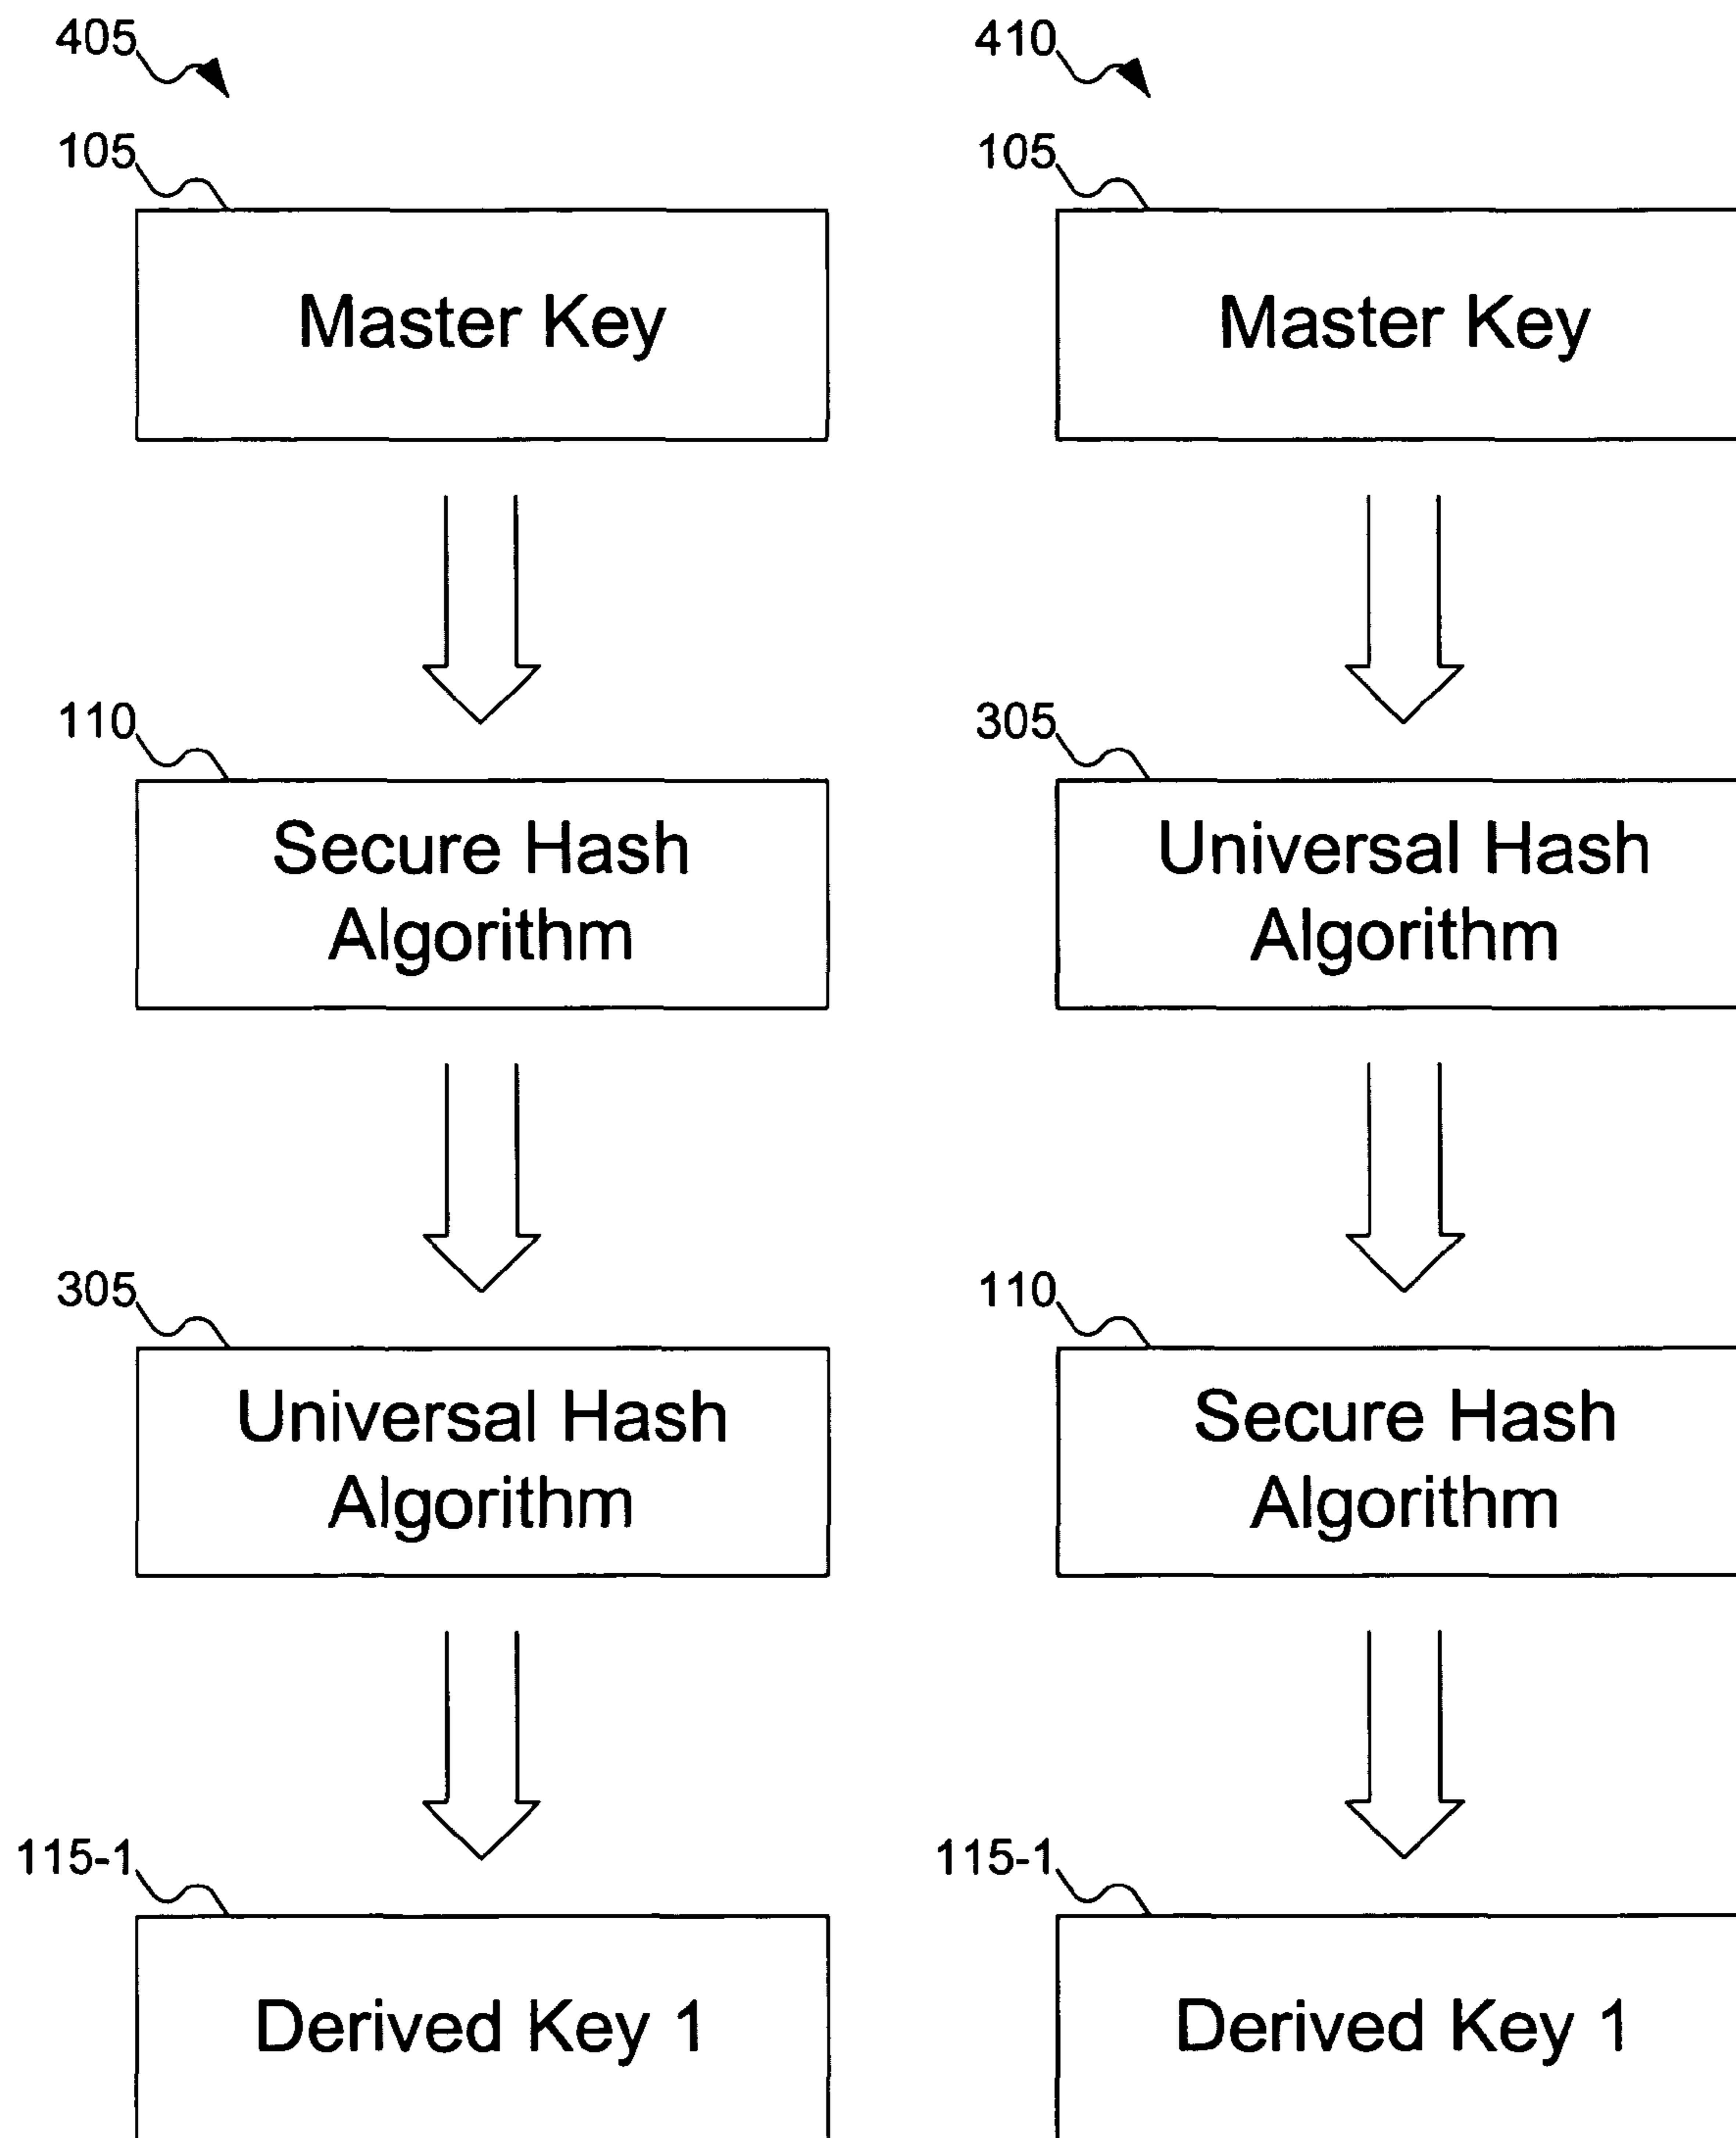 405
105
Master Key
110
Secure Hash
Algorithm
305
Universal Hash
Algorithm
115-1
Derived Key 1
410
105
Master Key
305
Universal Hash
Algorithm
110
Secure Hash
Algorithm
115-1
Derived Key 1